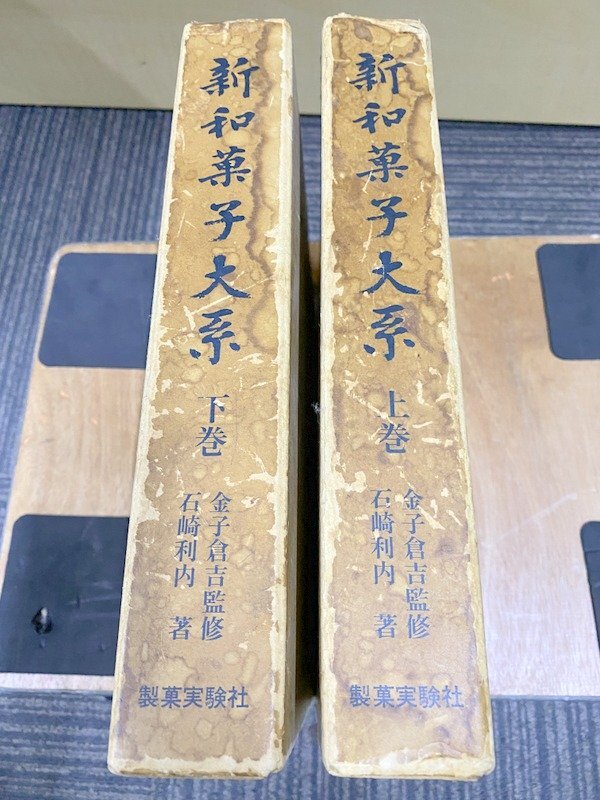 新和菓子大系
上巻
金子倉吉監修
石崎利内 著
製菓実験社
新和菓子大系
下巻
金子倉吉監修
石崎利内 著
製菓実験社